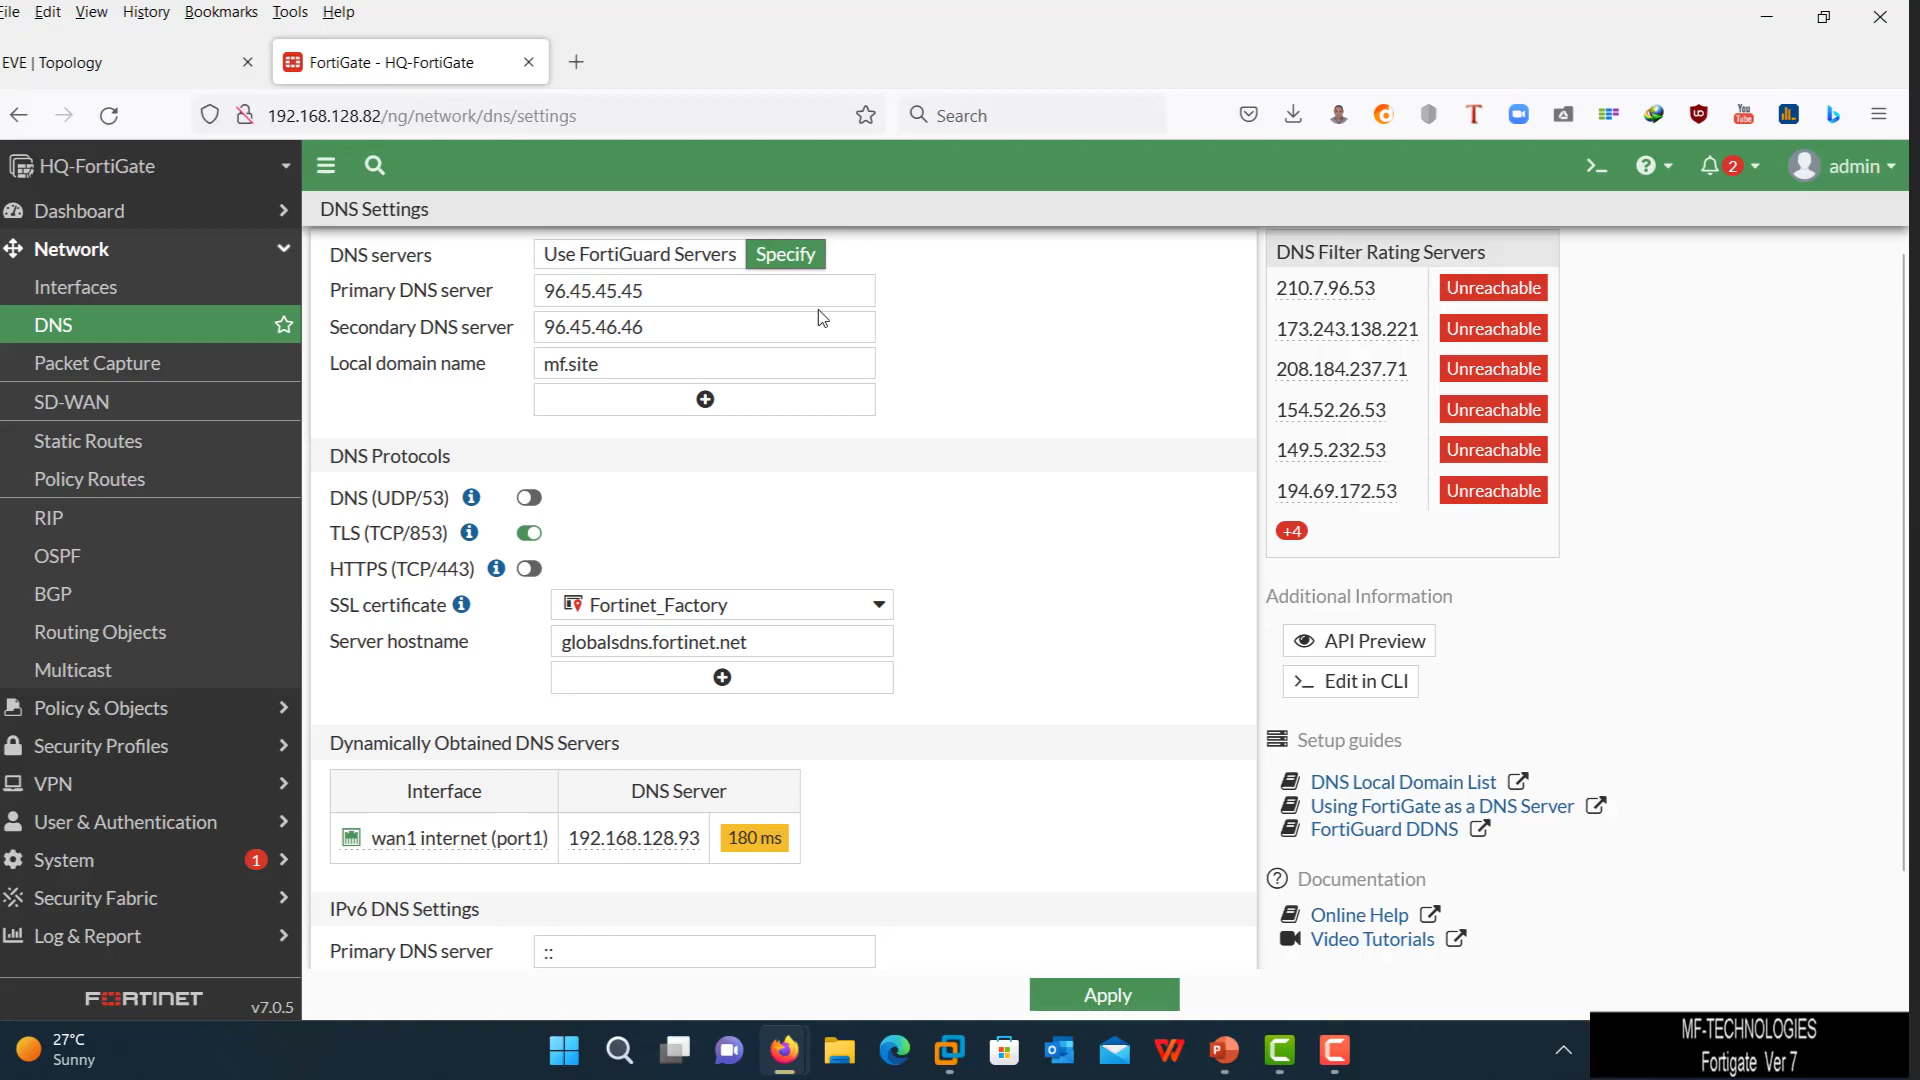 File Edit View History Bookmarks Tools Help
EVE | Topology
FortiGate - HQ-FortiGate
192.168.128.82/ng/network/dns/settings
Search
HQ-FortiGate
2
admin
Dashboard
Network
Interfaces
DNS
Packet Capture
SD-WAN
Static Routes
Policy Routes
RIP
OSPF
BGP
Routing Objects
Multicast
Policy & Objects
Security Profiles
VPN
User & Authentication
System 1
Security Fabric
Log & Report
FORTINET v7.0.5
DNS Settings
DNS servers Use FortiGuard Servers Specify
Primary DNS server 96.45.45.45
Secondary DNS server 96.45.46.46
Local domain name mf.site
DNS Protocols
DNS (UDP/53)
TLS (TCP/853)
HTTPS (TCP/443)
SSL certificate Fortinet_Factory
Server hostname globalsdns.fortinet.net
Dynamically Obtained DNS Servers
Interface DNS Server
wan1 internet (port1) 192.168.128.93 180 ms
IPv6 DNS Settings
Primary DNS server ::
Apply
DNS Filter Rating Servers
210.7.96.53 Unreachable
173.243.138.221 Unreachable
208.184.237.71 Unreachable
154.52.26.53 Unreachable
149.5.232.53 Unreachable
194.69.172.53 Unreachable
+4
Additional Information
API Preview
Edit in CLI
Setup guides
DNS Local Domain List
Using FortiGate as a DNS Server
FortiGuard DDNS
Documentation
Online Help
Video Tutorials
27°C
Sunny
MF-TECHNOLOGIES
Fortigate Ver 7